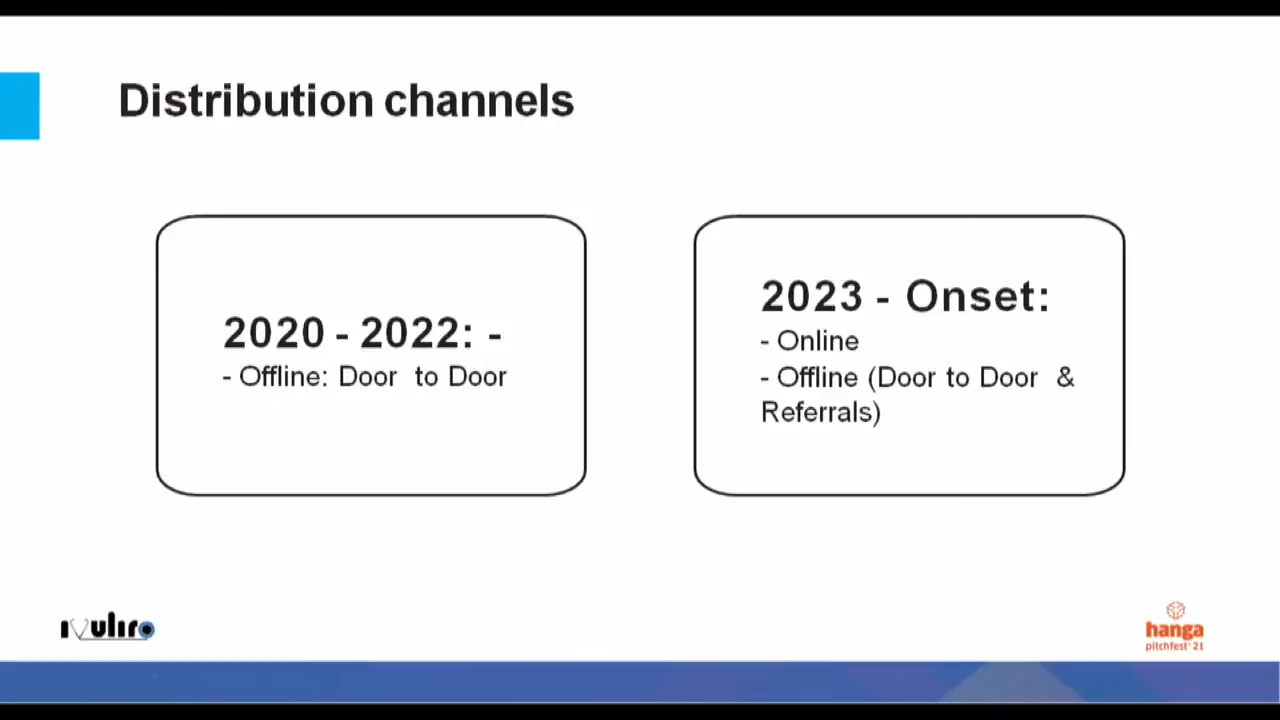 Distribution channels
2020 - 2022: -
- Offline: Door to Door
2023 - Onset:
- Online
- Offline (Door to Door &
Referrals)
ivuliro
hanga
pitchfest' 21